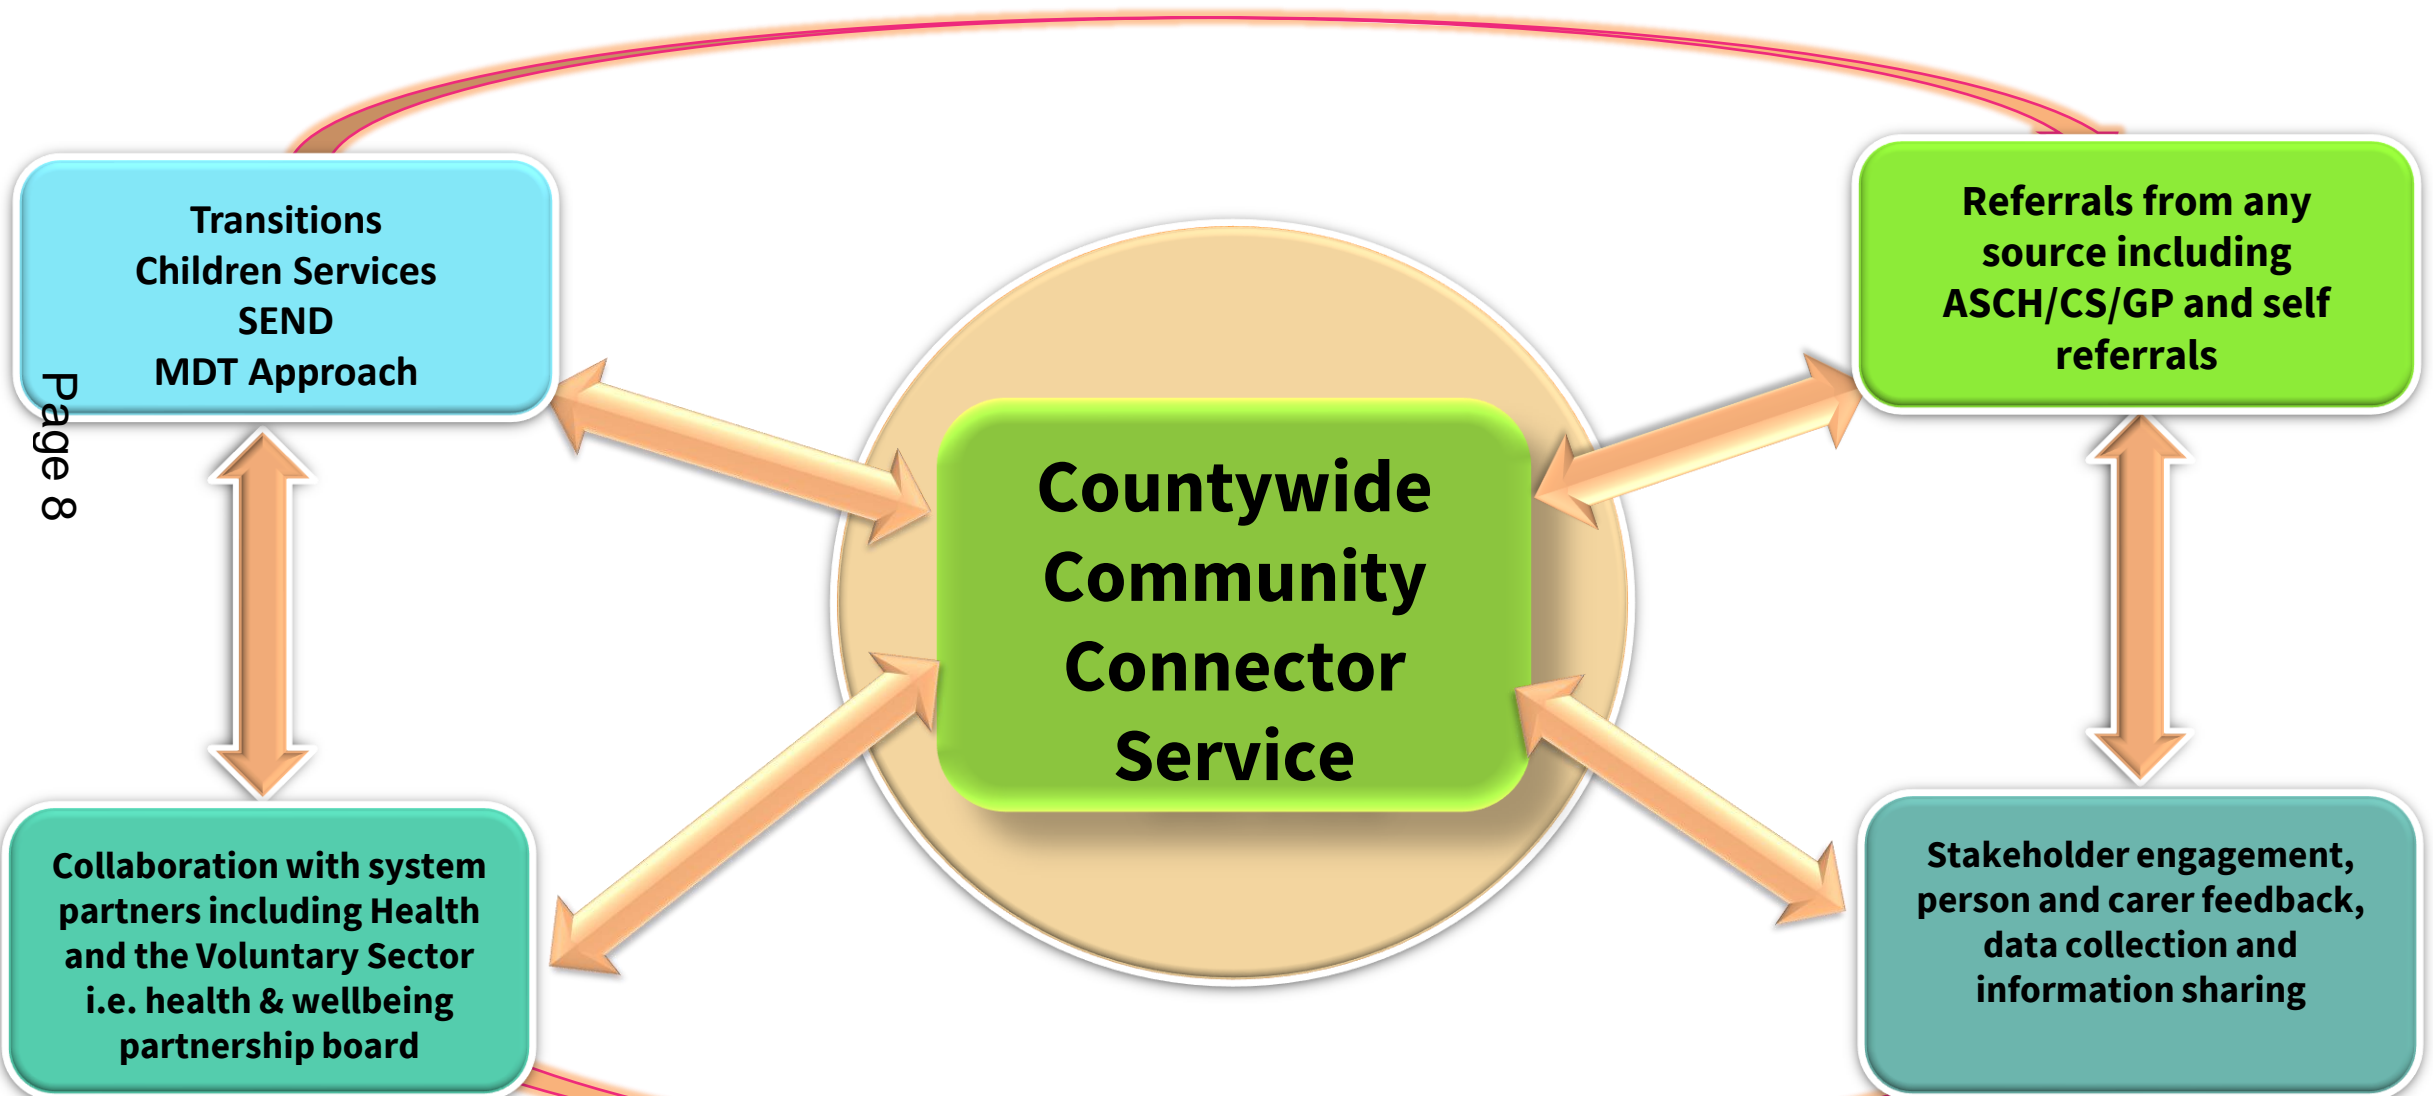 Transitions
Children Services
SEND
MDT Approach
Referrals from any
source including
ASCH/CS/GP and self
referrals
Page 8
Countywide
Community
Connector
Service
Collaboration with system
partners including Health
and the Voluntary Sector
i.e. health & wellbeing
partnership board
Stakeholder engagement,
person and carer feedback,
data collection and
information sharing